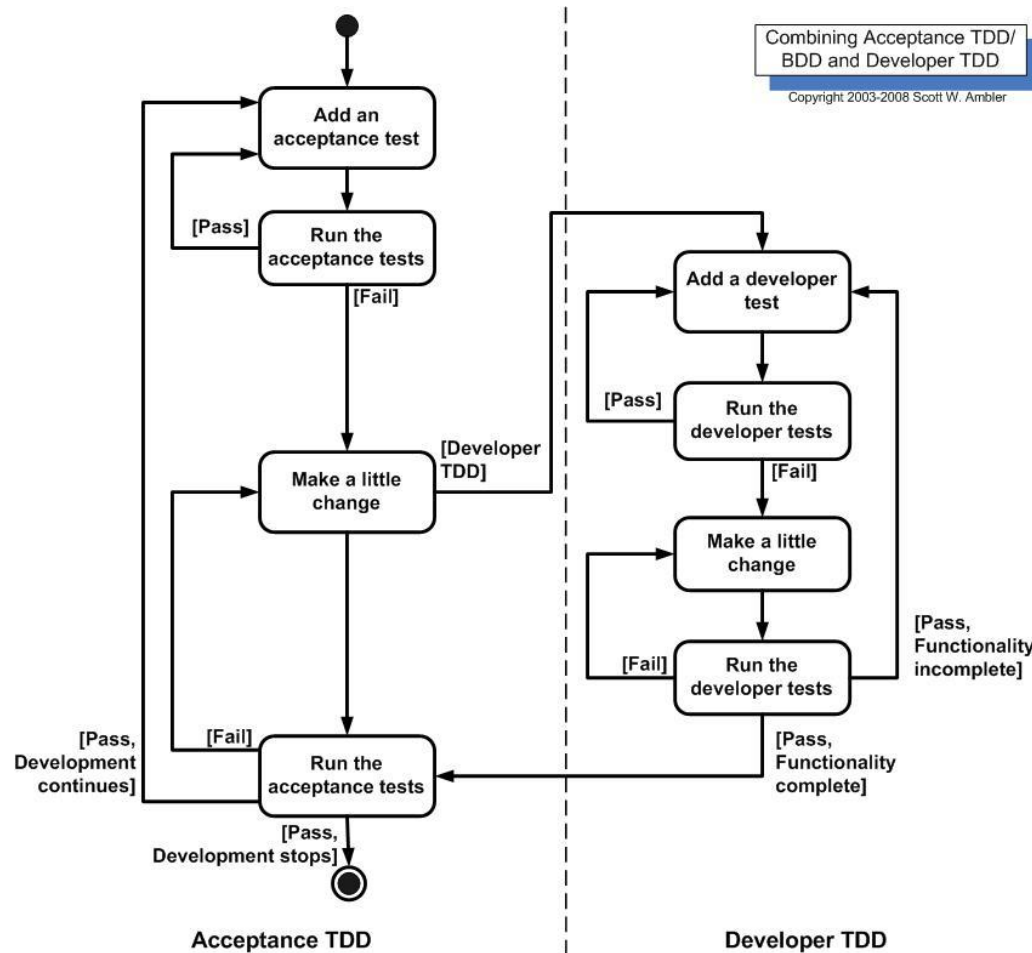 Combining Acceptance TDD/
BDD and Developer TDD
Copyright 2003-2008 Scott W. Ambler
Add an
acceptance test
[Pass]
Run the
acceptance tests
[Fail]
Make a little
change
[Developer
TDD]
[Fail]
[Pass,
Development
continues]
Run the
acceptance tests
[Pass,
Development stops]
Acceptance TDD
Add a developer
test
[Pass]
Run the
developer tests
[Fail]
Make a little
change
[Fail]
Run the
developer tests
[Pass,
Functionality
incomplete]
[Pass,
Functionality
complete]
Developer TDD